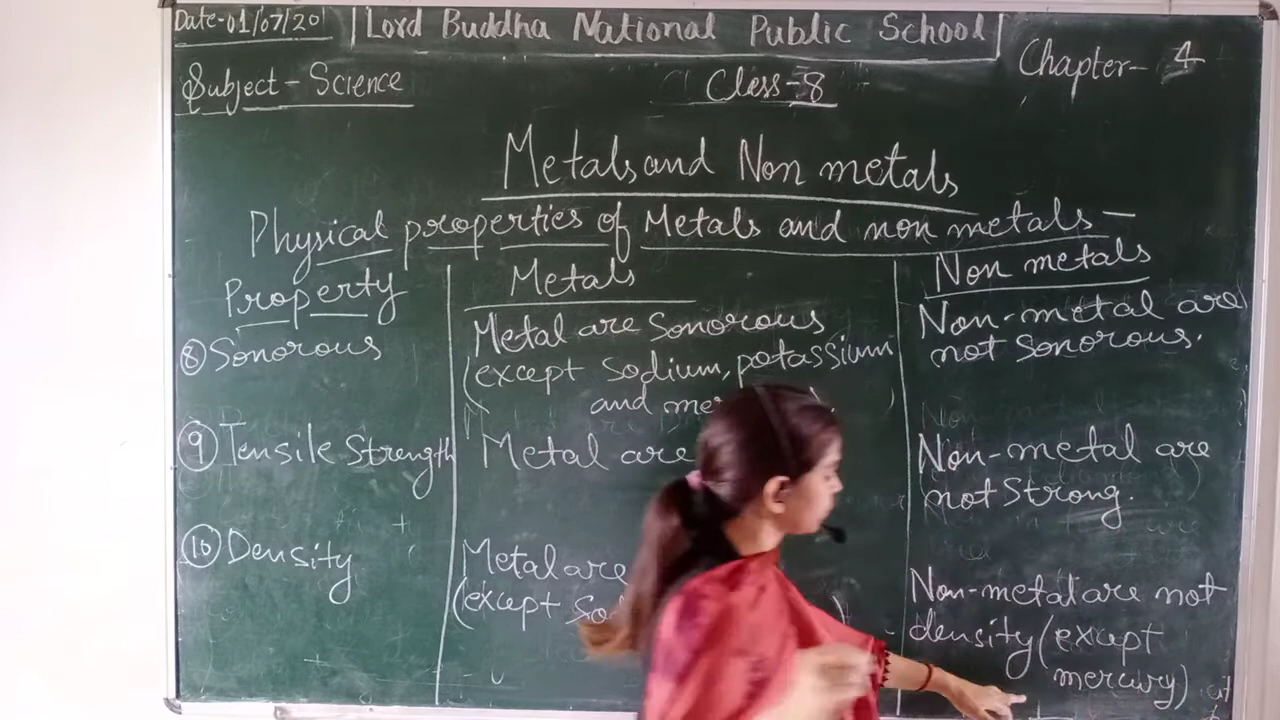 Date-01/07/20
Lord Buddha National Public School
Chapter- 4
Subject - Science
Class-8
Metals and Non metals
Physical properties of Metals and non metals -
Property
Metals
Non metals
⑧ Sonorous
Metal are Sonorous
(except Sodium, potassium
and
Non-metal are
not Sonorous.
⑨ Tensile Strength
Metal are
Non-metal are
not Strong.
⑩ Density
Metal are
(except
Non-metal are not
density (except
mercury)